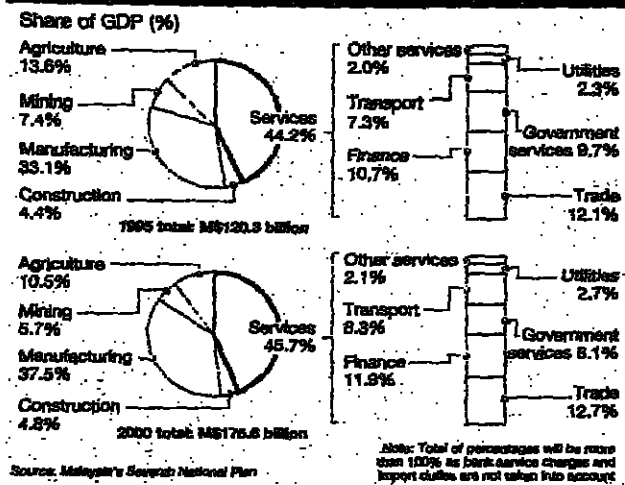 Share of GDP (%)
Agriculture
13.6%
Mining
7.4%
Manufacturing
33.1%
Construction
4.4%
Services
44.2%
1995 total: M$120.3 billion
Other services
2.0%
Transport
7.3%
Finance
10.7%
Utilities
2.3%
Government
services 9.7%
Trade
12.1%
Agriculture
10.5%
Mining
5.7%
Manufacturing
37.5%
Construction
4.8%
Services
45.7%
2000 total: M$175.6 billion
Other services
2.1%
Transport
8.3%
Finance
11.9%
Utilities
2.7%
Government
services 8.1%
Trade
12.7%
Source: Malaysia's Seventh National Plan
Note: Total of percentages will be more
than 100% as bank service charges and
import duties are not taken into account